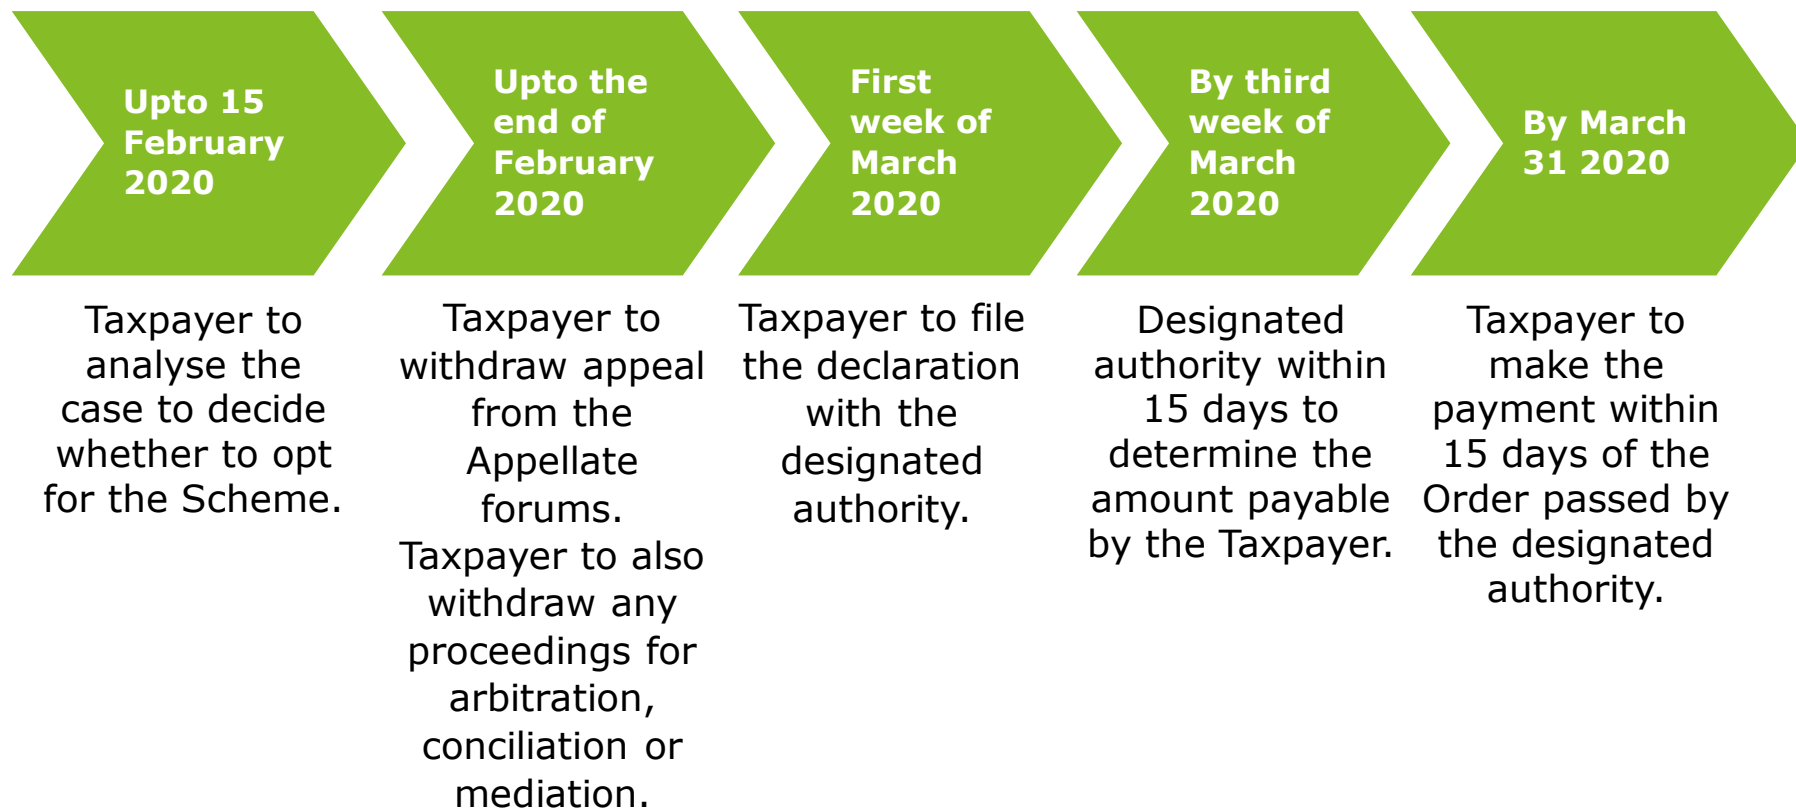 Upto 15
February
2020
Upto the
end of
February
2020
First
week of
March
2020
By third
week of
March
2020
By March
31 2020
Taxpayer to
analyse the
case to decide
whether to opt
for the Scheme.
Taxpayer to
withdraw appeal
from the
Appellate
forums.
Taxpayer to also
withdraw any
proceedings for
arbitration,
conciliation or
mediation.
Taxpayer to file
the declaration
with the
designated
authority.
Designated
authority within
15 days to
determine the
amount payable
by the Taxpayer.
Taxpayer to
make the
payment within
15 days of the
Order passed by
the designated
authority.